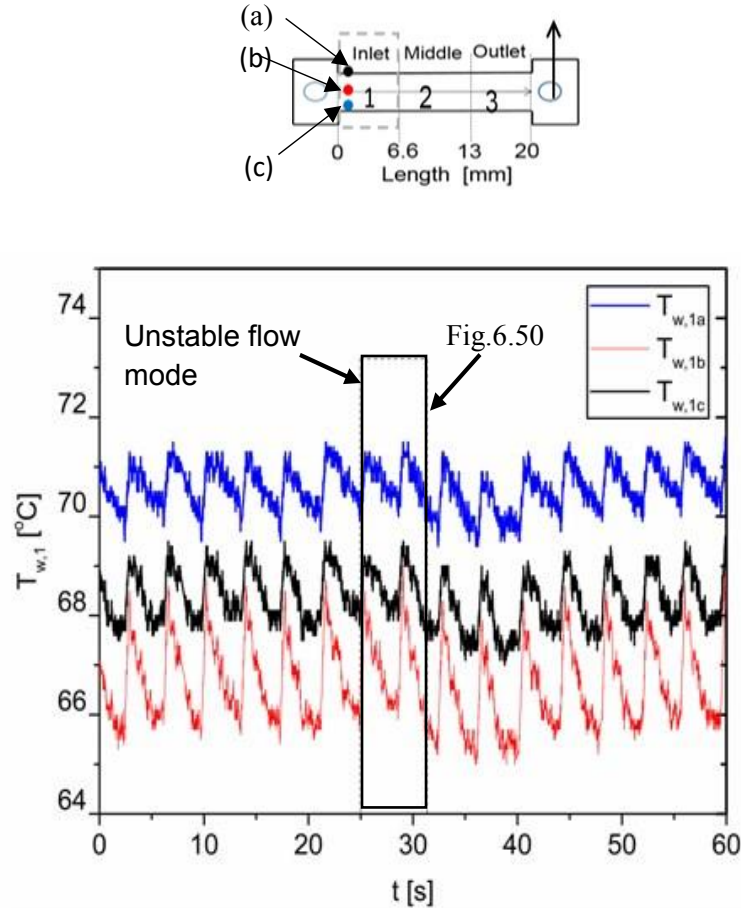 (a)
Inlet Middle Outlet
(b)
1 2 3
(c)
0 6.6 13 20
Length [mm]
74
72
70
68
66
64
T_w,1 [°C]
Unstable flow
mode
Fig.6.50
T_w,1a
T_w,1b
T_w,1c
0 10 20 30 40 50 60
t [s]